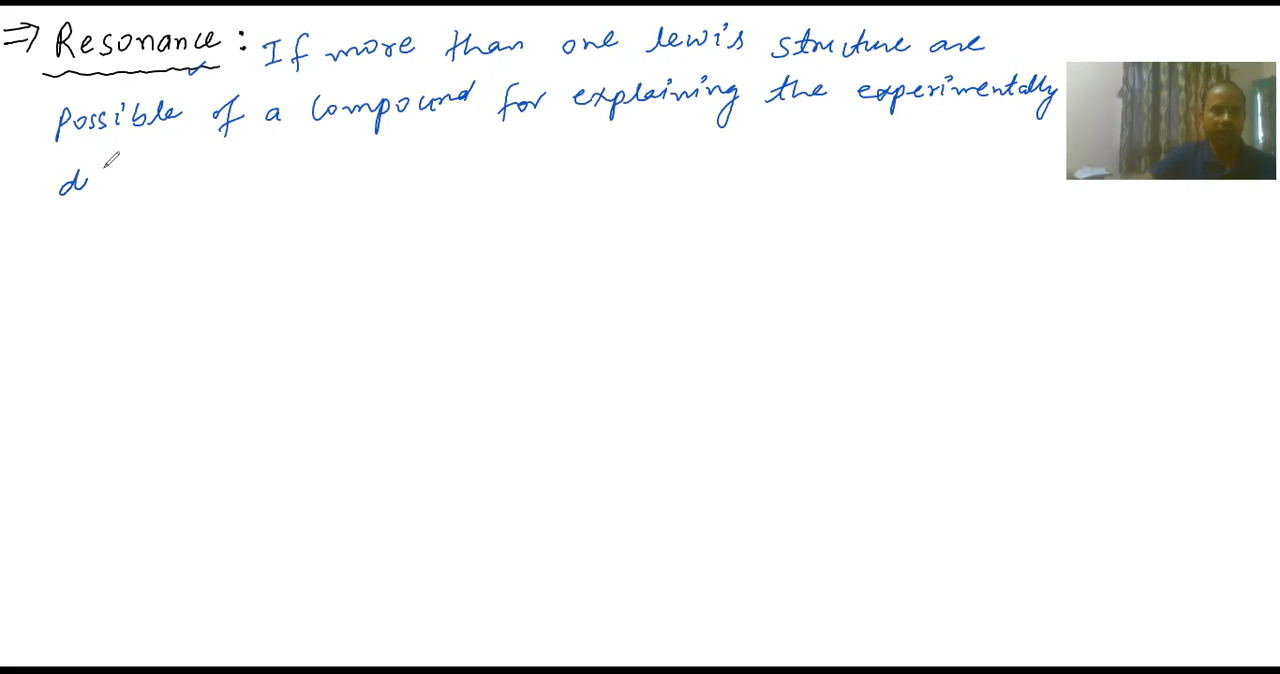 ⇒ Resonance : If more than one lewis structure are
possible of a compound for explaining the experimentally
d